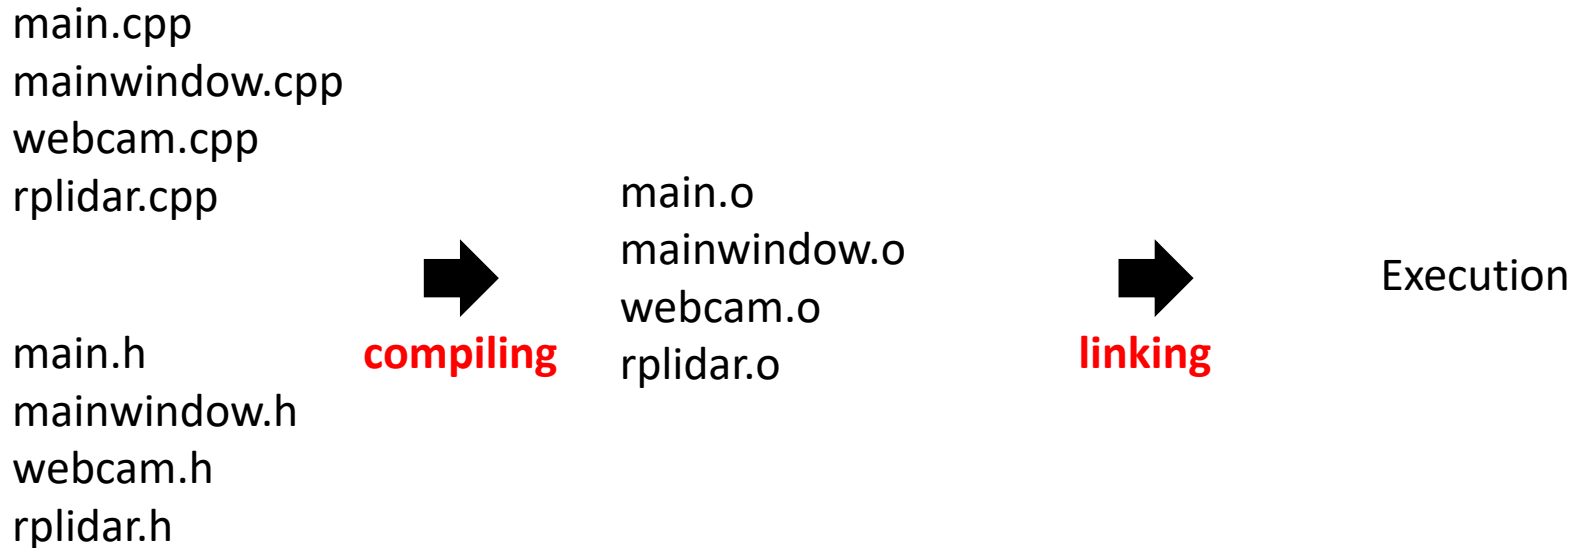 main.cpp
mainwindow.cpp
webcam.cpp
rplidar.cpp
main.h
mainwindow.h
webcam.h
rplidar.h
compiling
main.o
mainwindow.o
webcam.o
rplidar.o
linking
Execution